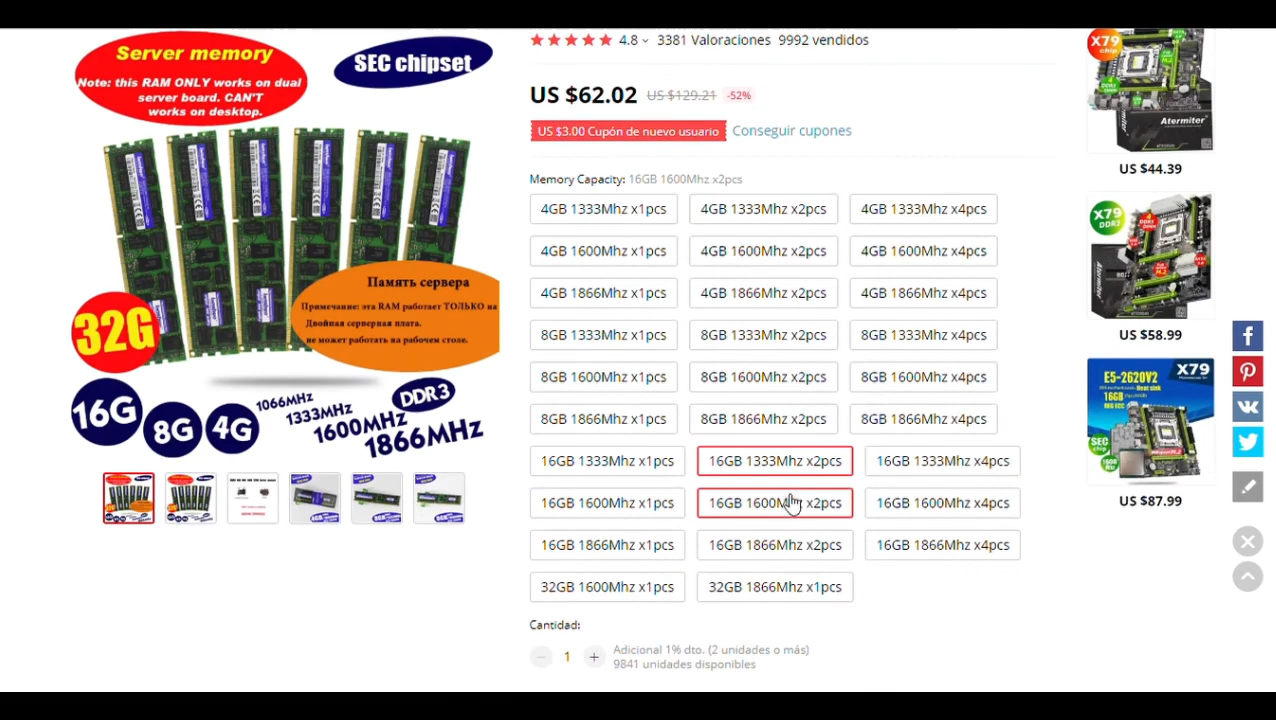 Server memory
Note: this RAM ONLY works on dual
server board. CAN'T
works on desktop.
SEC chipset
Память сервера
Примечание: эта RAM работает ТОЛЬКО на
Двойная серверная плата.
не может работать на рабочем столе.
32G
16G
8G
4G
1066MHz
1333MHz
1600MHz
1866MHz
DDR3
4.8
3381 Valoraciones
9992 vendidos
US $62.02
US $129.21
-52%
US $3.00 Cupón de nuevo usuario
Conseguir cupones
Memory Capacity: 16GB 1600Mhz x2pcs
4GB 1333Mhz x1pcs
4GB 1333Mhz x2pcs
4GB 1333Mhz x4pcs
4GB 1600Mhz x1pcs
4GB 1600Mhz x2pcs
4GB 1600Mhz x4pcs
4GB 1866Mhz x1pcs
4GB 1866Mhz x2pcs
4GB 1866Mhz x4pcs
8GB 1333Mhz x1pcs
8GB 1333Mhz x2pcs
8GB 1333Mhz x4pcs
8GB 1600Mhz x1pcs
8GB 1600Mhz x2pcs
8GB 1600Mhz x4pcs
8GB 1866Mhz x1pcs
8GB 1866Mhz x2pcs
8GB 1866Mhz x4pcs
16GB 1333Mhz x1pcs
16GB 1333Mhz x2pcs
16GB 1333Mhz x4pcs
16GB 1600Mhz x1pcs
16GB 1600Mhz x2pcs
16GB 1600Mhz x4pcs
16GB 1866Mhz x1pcs
16GB 1866Mhz x2pcs
16GB 1866Mhz x4pcs
32GB 1600Mhz x1pcs
32GB 1866Mhz x1pcs
Cantidad:
1
Adicional 1% dto. (2 unidades o más)
9841 unidades disponibles
X79
chip
Atermiter
US $44.39
X79
DDR3
Atermiter
US $58.99
X79
E5-2620V2
16GB
SEC
chip
US $87.99